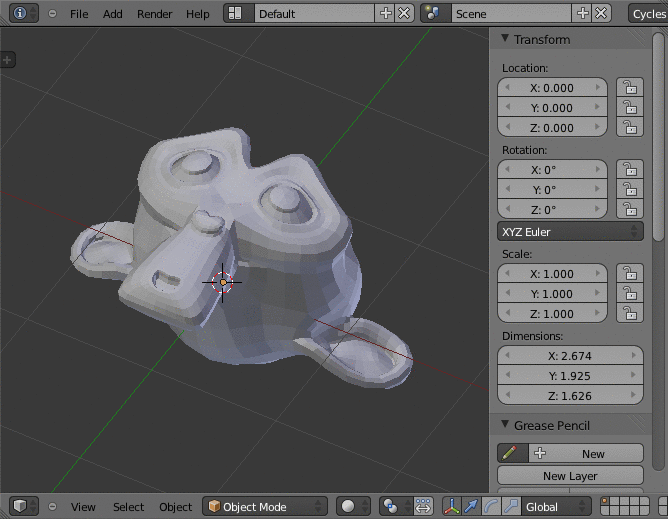 File Add Render Help Default Scene Cycles
Transform
Location:
X: 0.000
Y: 0.000
Z: 0.000
Rotation:
X: 0°
Y: 0°
Z: 0°
XYZ Euler
Scale:
X: 1.000
Y: 1.000
Z: 1.000
Dimensions:
X: 2.674
Y: 1.925
Z: 1.626
Grease Pencil
New
New Layer
View Select Object Object Mode Global